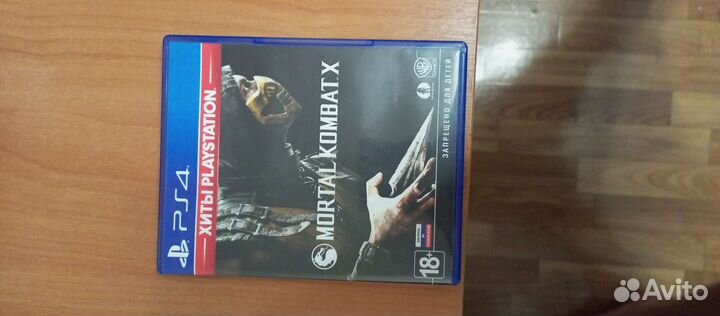 PS4
ХИТЫ PLAYSTATION
MORTAL KOMBAT X
WB
ЗАПРЕЩЕНО ДЛЯ ДЕТЕЙ
18+
Avito